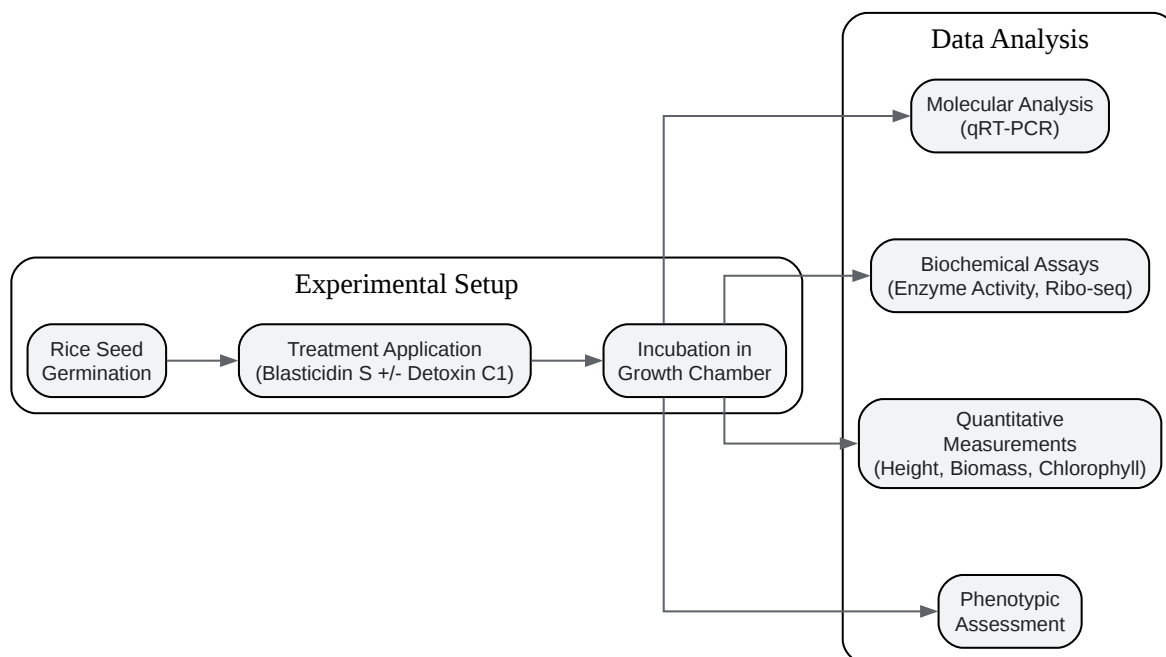 Experimental Setup
Rice Seed
Germination
Treatment Application
(Blasticidin S +/- Detoxin C1)
Incubation in
Growth Chamber
Data Analysis
Molecular Analysis
(qRT-PCR)
Biochemical Assays
(Enzyme Activity, Ribo-seq)
Quantitative
Measurements
(Height, Biomass, Chlorophyll)
Phenotypic
Assessment